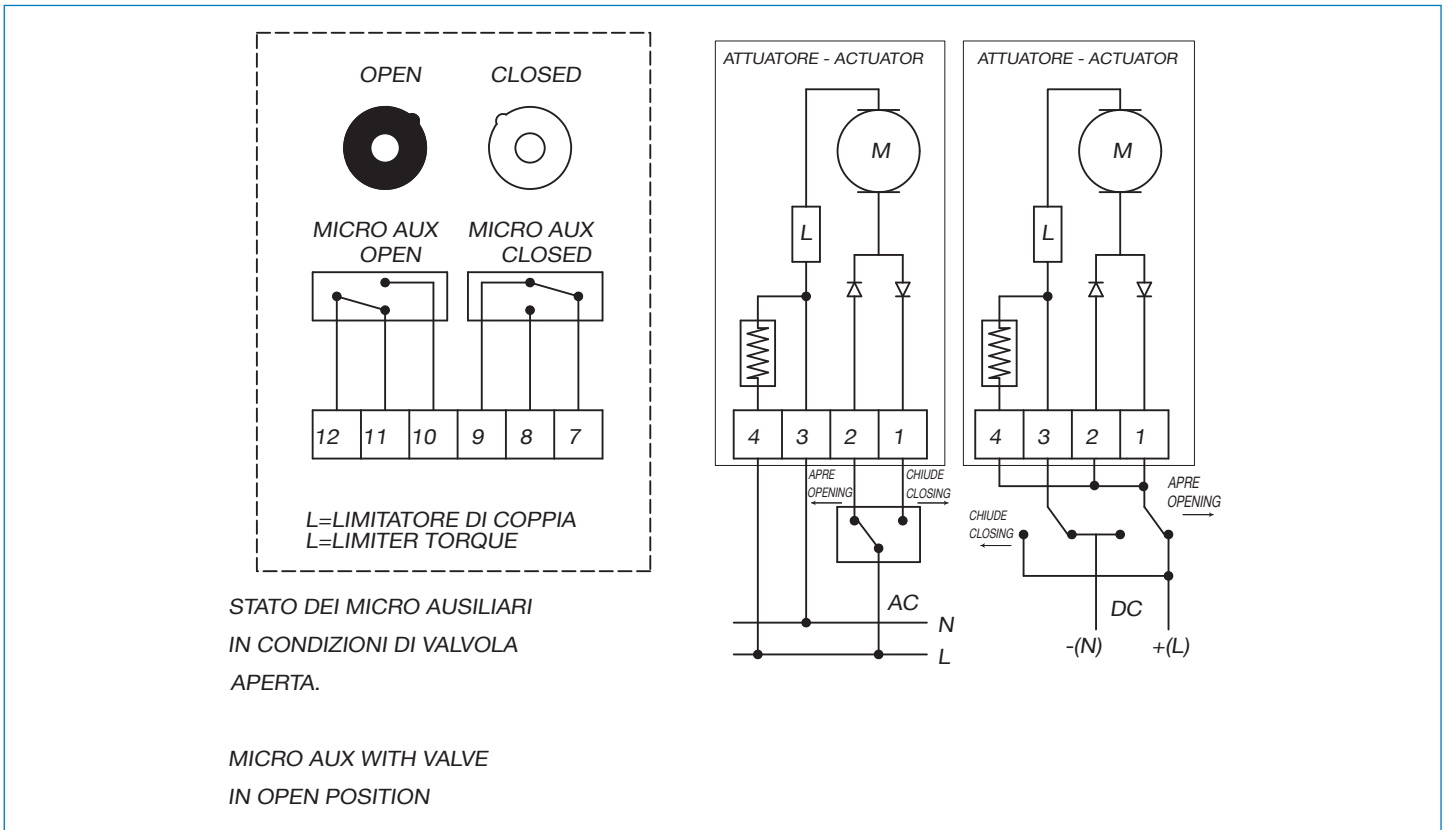 OPEN CLOSED
MICRO AUX
OPEN
MICRO AUX
CLOSED
12 11 10 9 8 7
L=LIMITATORE DI COPPIA
L=LIMITER TORQUE
STATO DEI MICRO AUSILIARI
IN CONDIZIONI DI VALVOLA
APERTA.
MICRO AUX WITH VALVE
IN OPEN POSITION
ATTUATORE - ACTUATOR
M
L
4 3 2 1
APRE
OPENING
CHIUDE
CLOSING
AC
N
L
ATTUATORE - ACTUATOR
M
L
4 3 2 1
APRE
OPENING
CHIUDE
CLOSING
DC
-(N) +(L)